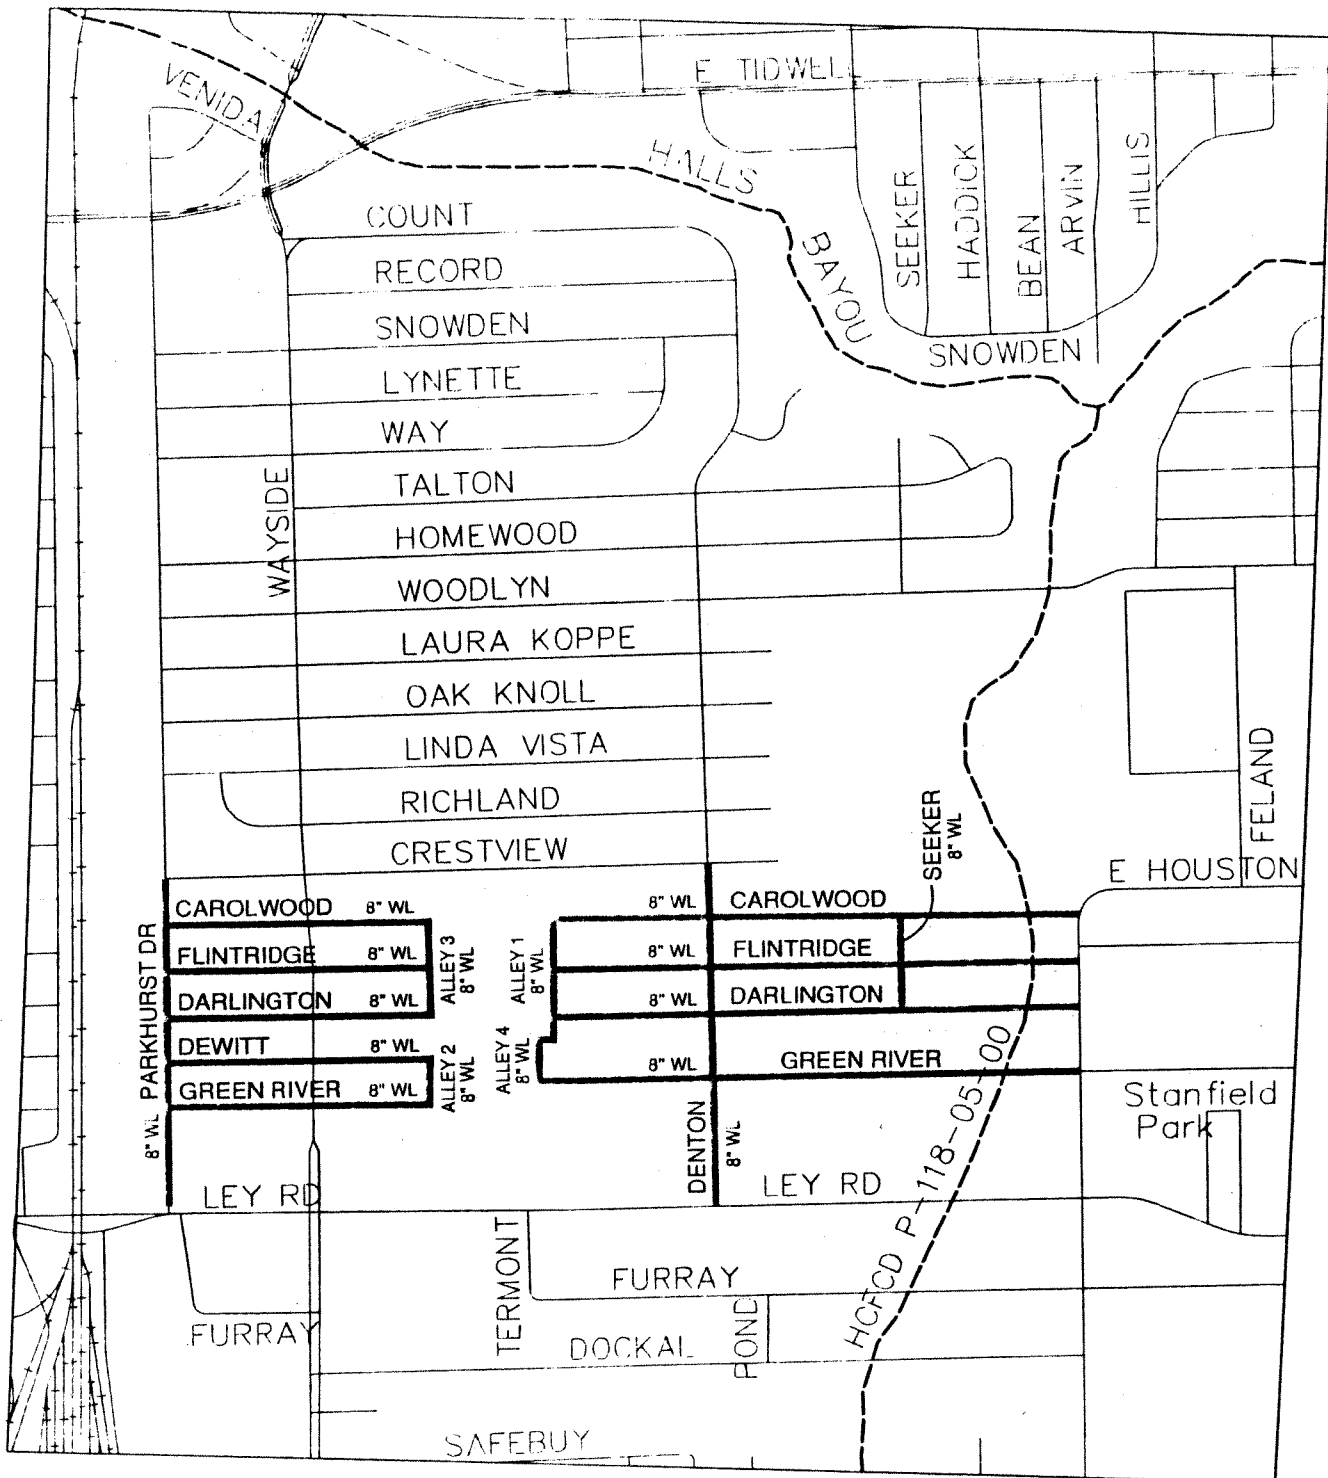 E TIDWEL
VENIDA
HALLS
BAYOU
COUNT
RECORD
SNOWDEN
LYNETTE
WAY
TALTON
HOMEWOOD
WOODLYN
LAURA KOPPE
OAK KNOLL
LINDA VISTA
RICHLAND
CRESTVIEW
WAYSIDE
SEEKER
HADDICK
BEAN
ARVIN
HILLIS
SNOWDEN
FELAND
E HOUSTON
SEEKER
8" WL
PARKHURST DR
8" WL
CAROLWOOD 8" WL
FLINTRIDGE 8" WL
DARLINGTON 8" WL
DEWITT 8" WL
GREEN RIVER 8" WL
ALLEY 3
8" WL
ALLEY 2
8" WL
ALLEY 1
8" WL
ALLEY 4
8" WL
8" WL CAROLWOOD
8" WL FLINTRIDGE
8" WL DARLINGTON
8" WL GREEN RIVER
DENTON
8" WL
HCFCD P-118-05-00
Stanfield
Park
LEY RD
LEY RD
TERMONT
FURRAY
FURRAY
DOCKAL
POND
SAFEBUY